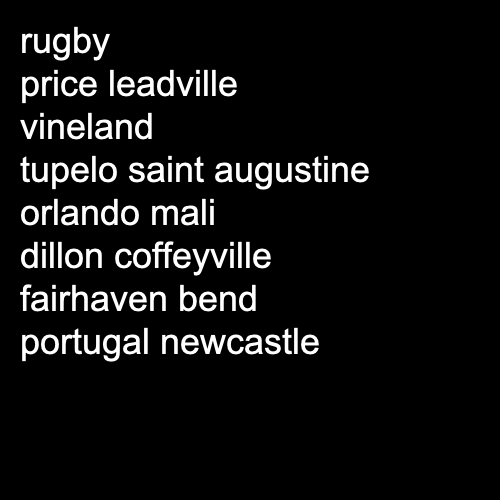 rugby
price leadville
vineland
tupelo saint augustine
orlando mali
dillon coffeyville
fairhaven bend
portugal newcastle